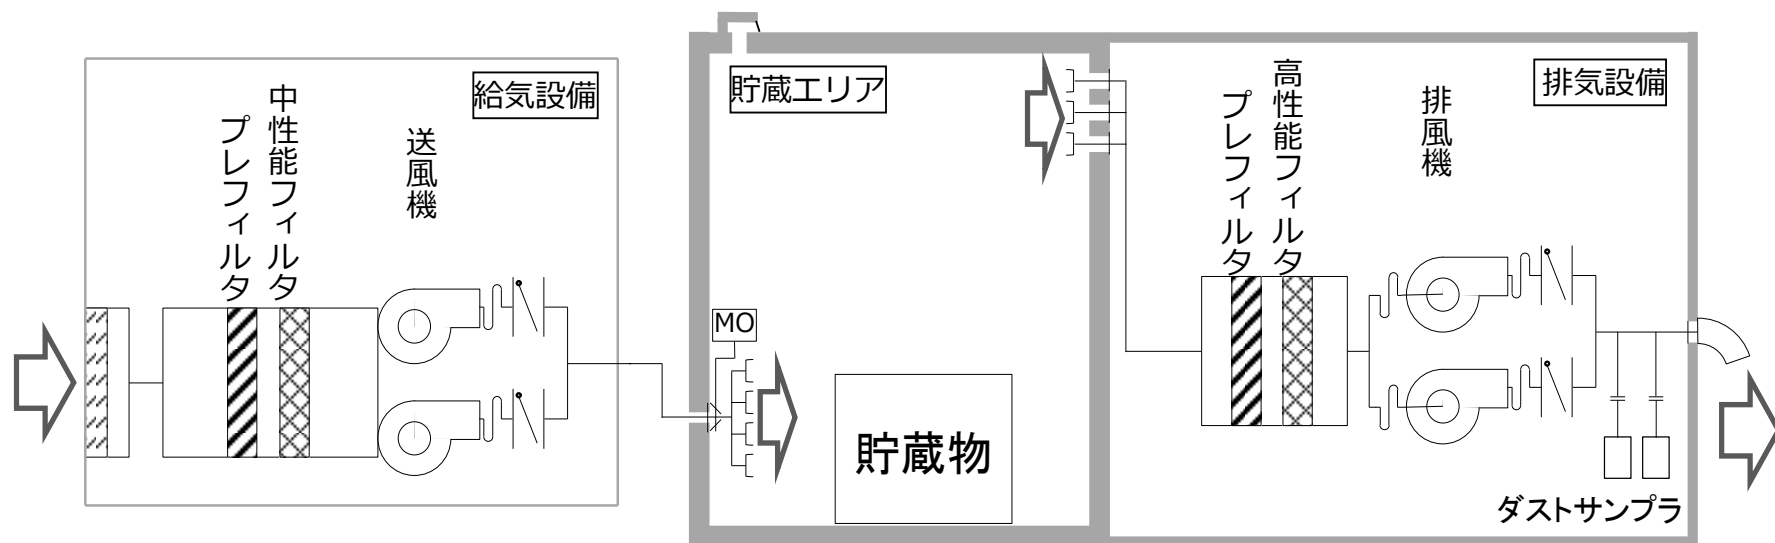 給気設備
プレフィルタ
中性能フィルタ
送風機
貯蔵エリア
MO
貯蔵物
排気設備
プレフィルタ
高性能フィルタ
排風機
ダストサンプラ